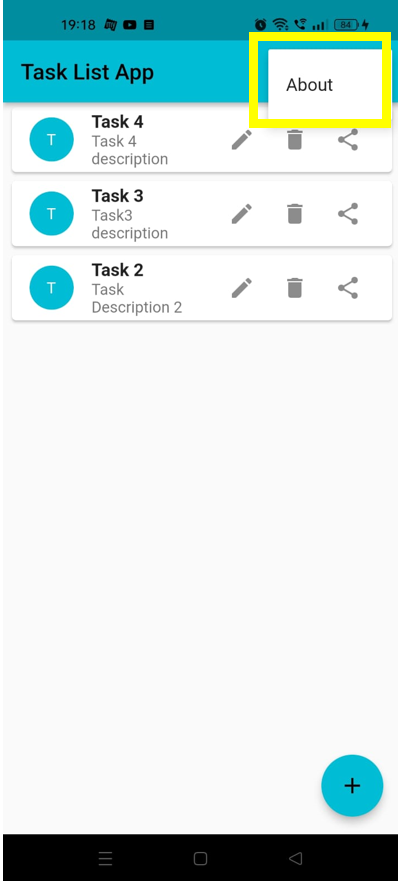 19:18
84
Task List App
About
T
Task 4
Task 4
description
T
Task 3
Task3
description
T
Task 2
Task
Description 2